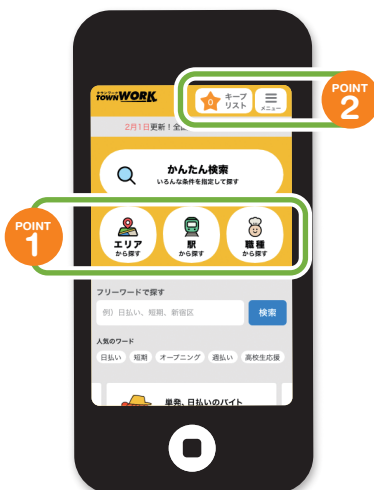 タウンワーク
TOWNWORK
0
キープ
リスト
メニュー
POINT
2
2月1日更新！全
かんたん検索
いろんな条件を指定して探す
POINT
1
エリア
から探す
駅
から探す
職種
から探す
フリーワードで探す
例）日払い、短期、新宿区
検索
人気のワード
日払い
短期
オープニング
週払い
高校生応援
単発、日払いのバイト